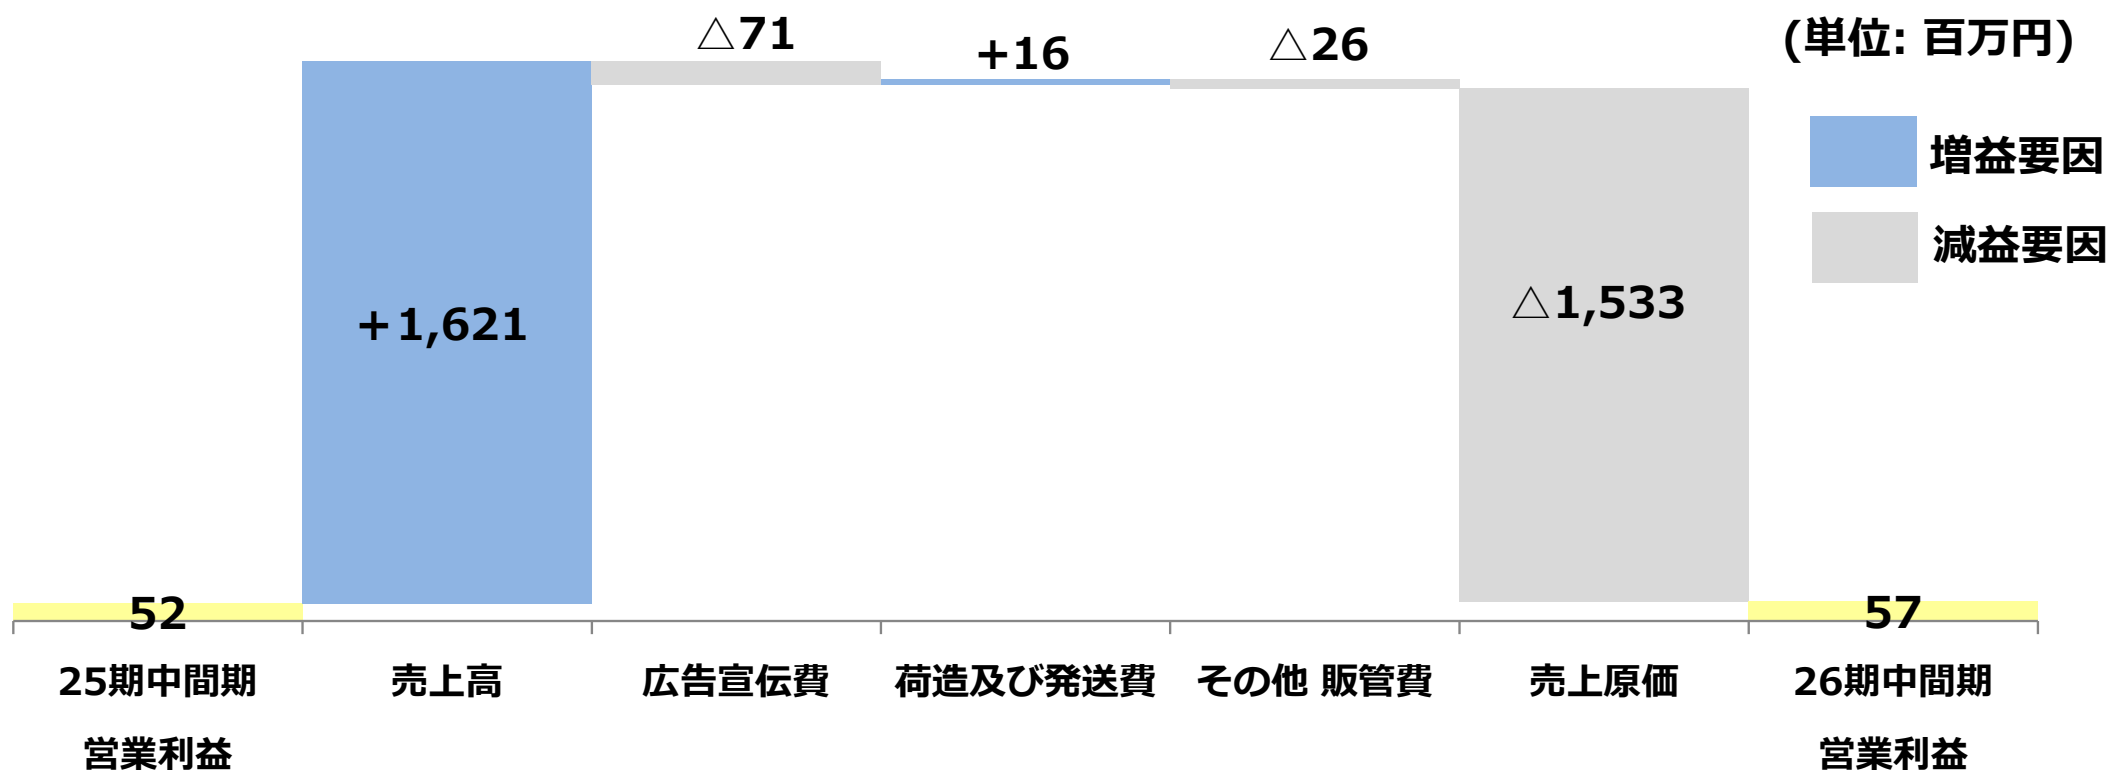 (単位: 百万円)
増益要因
減益要因
△71
+16
△26
+1,621
△1,533
52
57
25期中間期
営業利益
売上高
広告宣伝費
荷造及び発送費
その他 販管費
売上原価
26期中間期
営業利益